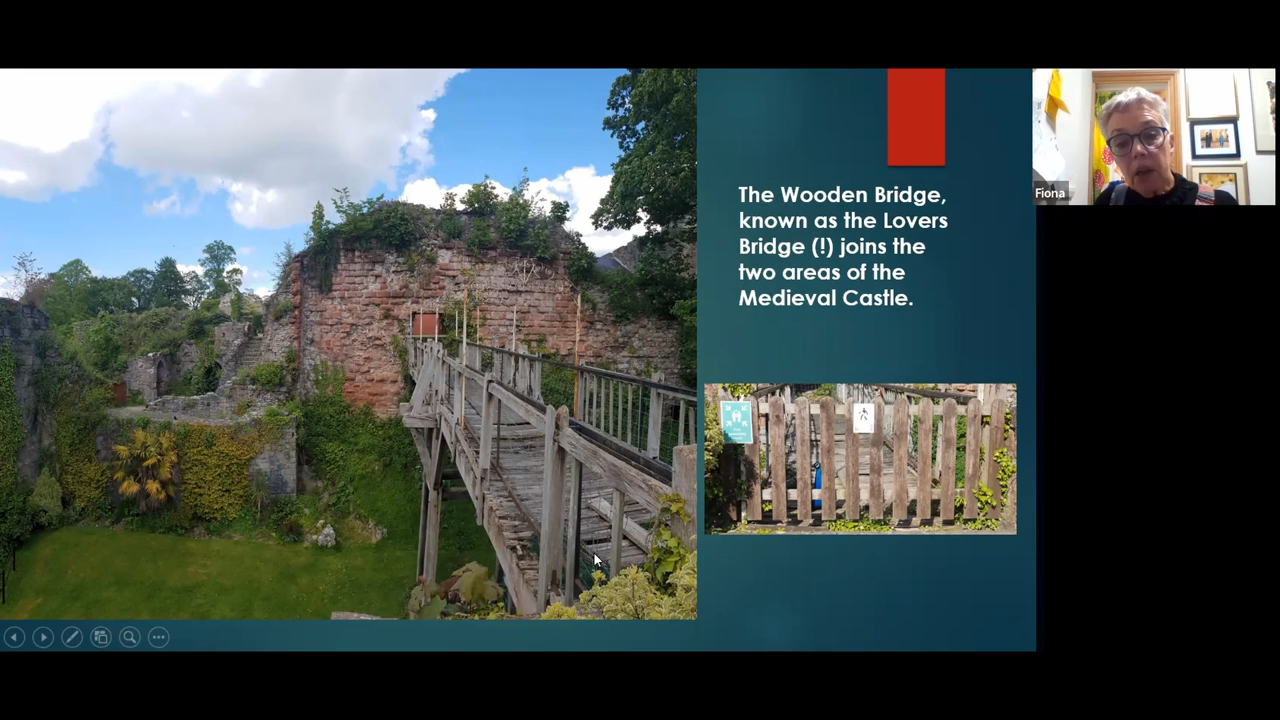 The Wooden Bridge,
known as the Lovers
Bridge (!) joins the
two areas of the
Medieval Castle.
Fiona